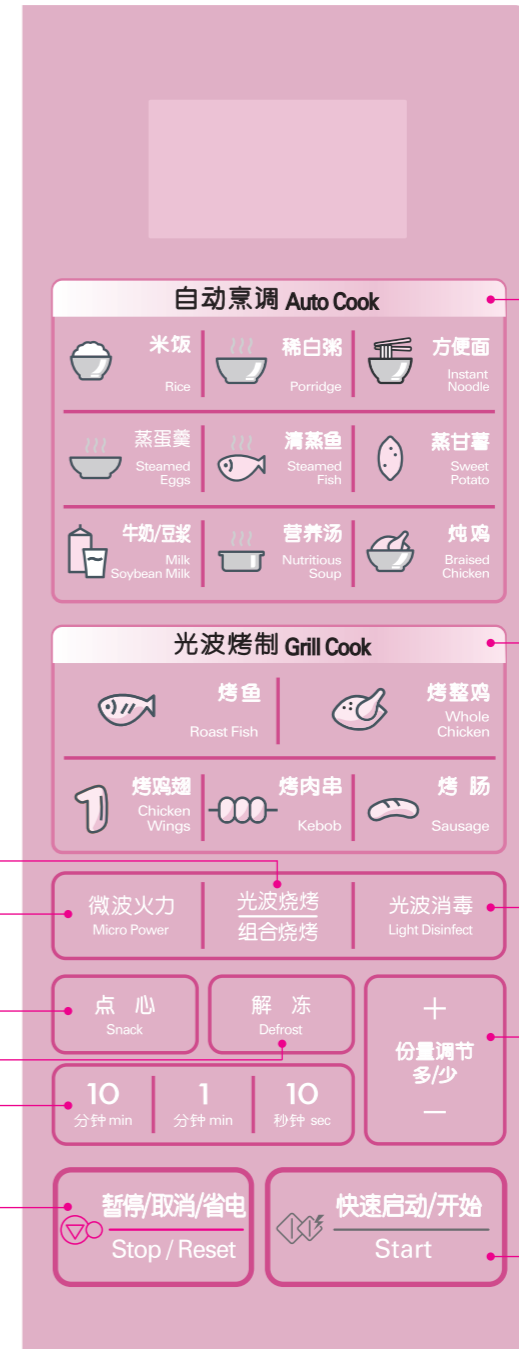 自动烹调 Auto Cook
米饭
Rice
稀白粥
Porridge
方便面
Instant
Noodle
蒸蛋羹
Steamed
Eggs
清蒸鱼
Steamed
Fish
蒸甘薯
Sweet
Potato
牛奶/豆浆
Milk
Soybean Milk
营养汤
Nutritious
Soup
炖鸡
Braised
Chicken
光波烤制 Grill Cook
烤鱼
Roast Fish
烤整鸡
Whole
Chicken
烤鸡翅
Chicken
Wings
烤肉串
Kebob
烤 肠
Sausage
微波火力
Micro Power
光波烧烤
组合烧烤
光波消毒
Light Disinfect
点 心
Snack
解 冻
Defrost
+
份量调节
多/少
—
10
分钟 min
1
分钟 min
10
秒钟 sec
暂停/取消/省电
Stop / Reset
快速启动/开始
Start